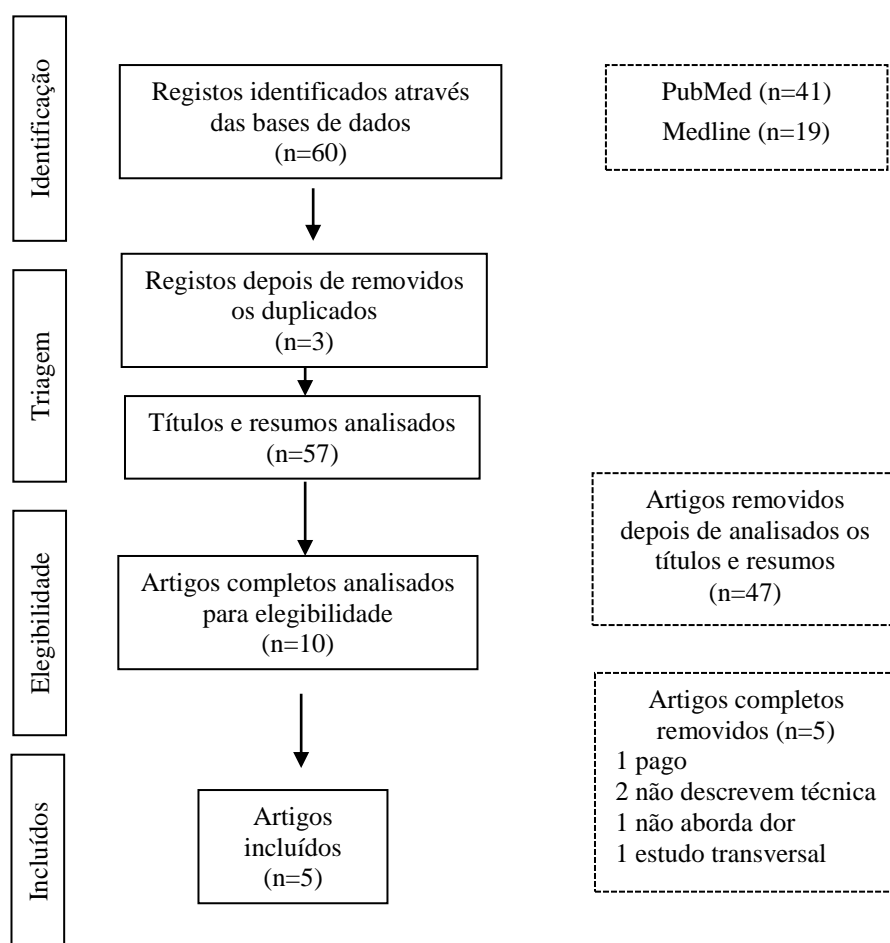 Identificação
Registos identificados através
das bases de dados
(n=60)
PubMed (n=41)
Medline (n=19)
Triagem
Registos depois de removidos
os duplicados
(n=3)
Títulos e resumos analisados
(n=57)
Elegibilidade
Artigos completos analisados
para elegibilidade
(n=10)
Artigos removidos
depois de analisados os
títulos e resumos
(n=47)
Artigos completos
removidos (n=5)
1 pago
2 não descrevem técnica
1 não aborda dor
1 estudo transversal
Incluídos
Artigos
incluídos
(n=5)